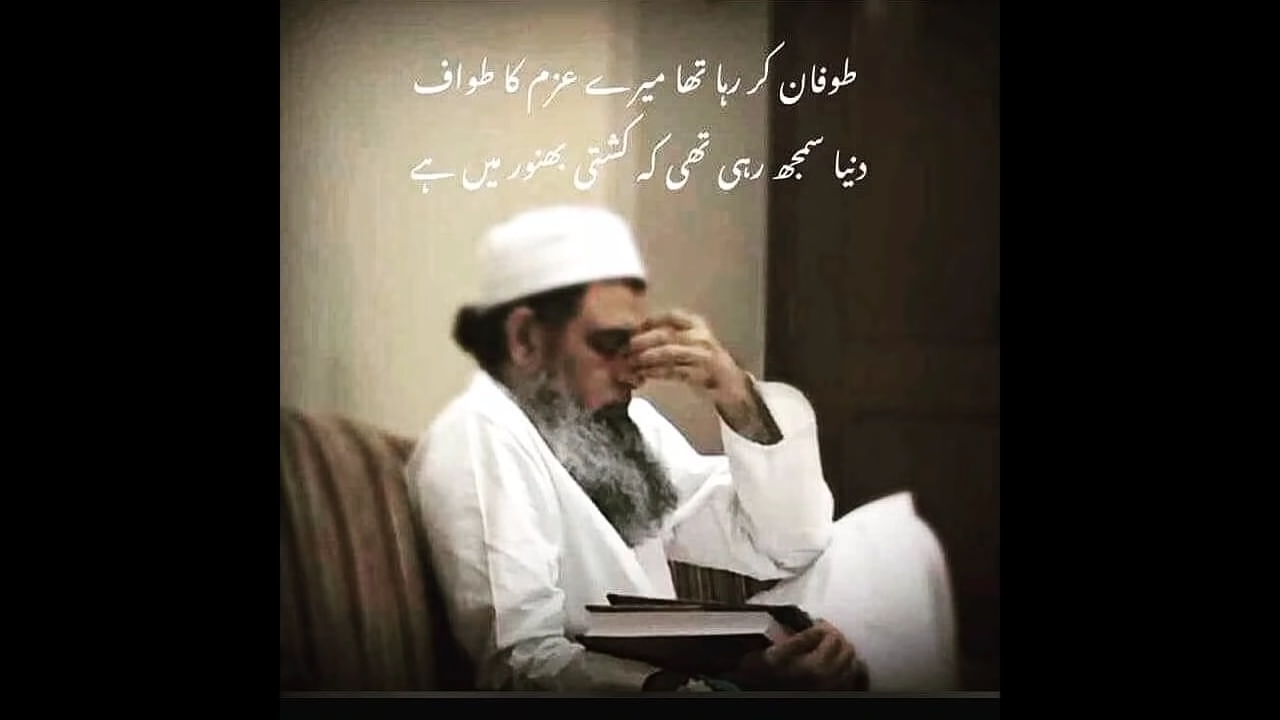 طوفان کر رہا تھا میرے عزم کا طواف
دنیا سمجھ رہی تھی کہ کشتی بھنور میں ہے